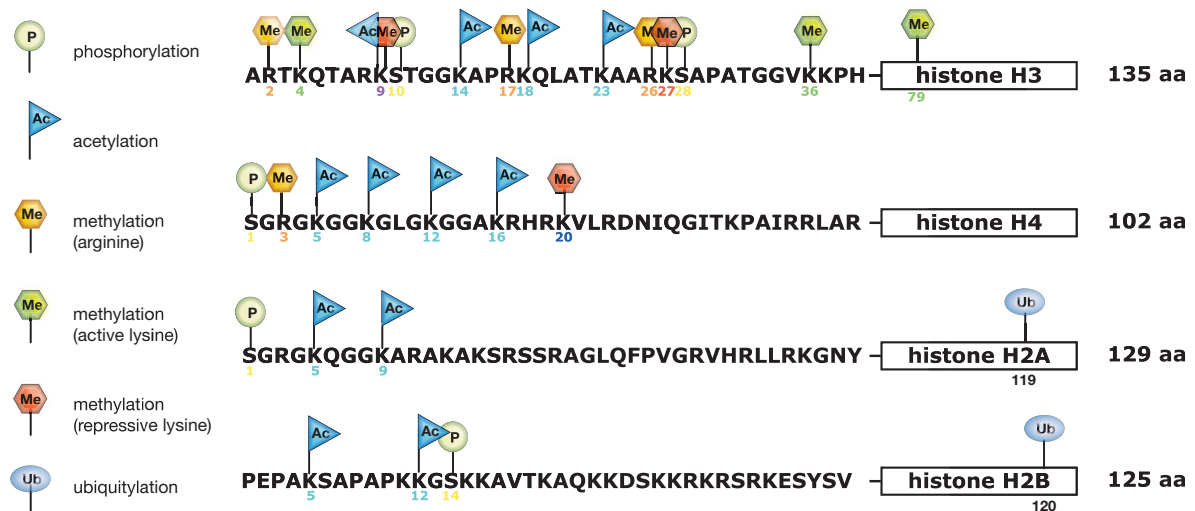 P phosphorylation
Ac acetylation
Me methylation
(arginine)
Me methylation
(active lysine)
Me methylation
(repressive lysine)
Ub ubiquitylation
Me Me Ac Me P Ac Me Ac Ac M Me P Me Me
ARTKQTARKSTGGKAPRKQLATKAARKSAPATGGVKKPH histone H3 135 aa
2 4 9 10 14 17 18 23 26 27 28 36 79
P Me Ac Ac Ac Ac Me
SGRGKGGKGLGKGGAKRHRKVLRDNIQGITKPAIRRLAR histone H4 102 aa
1 3 5 8 12 16 20
P Ac Ac Ub
SGRGKQGGKARAKAKSRSSRAGLQFPVGRVHRLLRKGNY histone H2A 129 aa
1 5 9 119
Ac Ac P Ub
PEPAKSAPAPKKGSKKAVTKAQKKDSKKRKRSRKESYSV histone H2B 125 aa
5 12 14 120